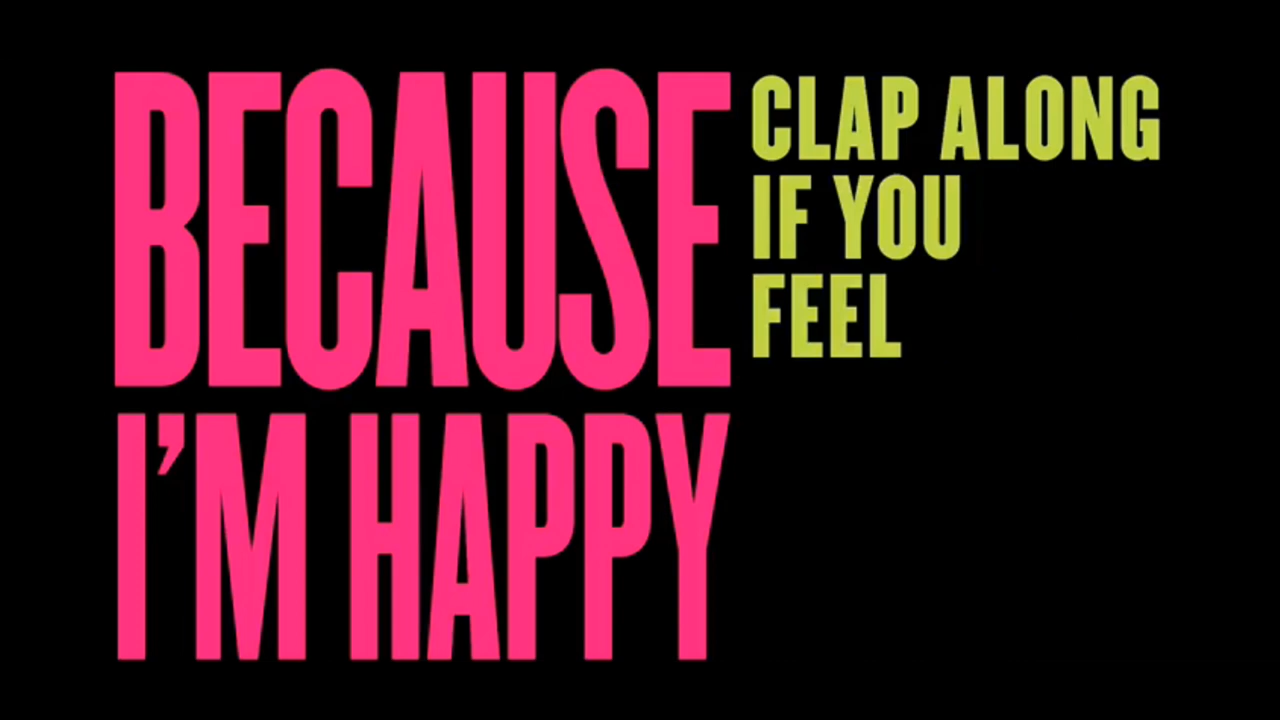 BECAUSE
I'M HAPPY
CLAP ALONG
IF YOU
FEEL